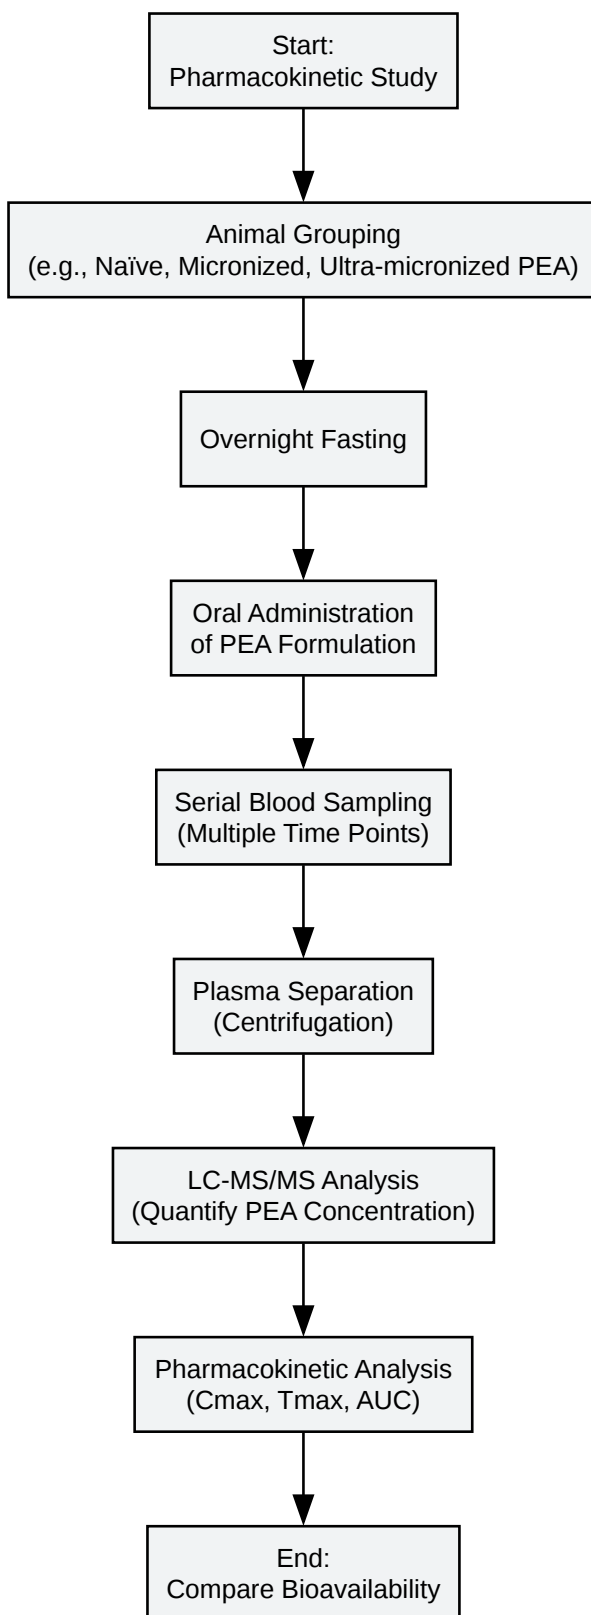 Start:
Pharmacokinetic Study
Animal Grouping
(e.g., Naïve, Micronized, Ultra-micronized PEA)
Overnight Fasting
Oral Administration
of PEA Formulation
Serial Blood Sampling
(Multiple Time Points)
Plasma Separation
(Centrifugation)
LC-MS/MS Analysis
(Quantify PEA Concentration)
Pharmacokinetic Analysis
(Cmax, Tmax, AUC)
End:
Compare Bioavailability